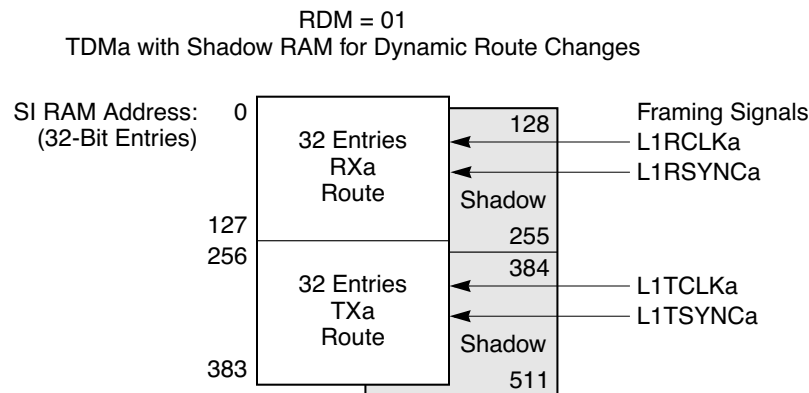 RDM = 01
TDMa with Shadow RAM for Dynamic Route Changes
SI RAM Address: 0
(32-Bit Entries)
Framing Signals
32 Entries
RXa
Route
128
L1RCLKa
L1RSYNCa
Shadow
127
255
256
384
32 Entries
TXa
Route
L1TCLKa
L1TSYNCa
Shadow
383
511